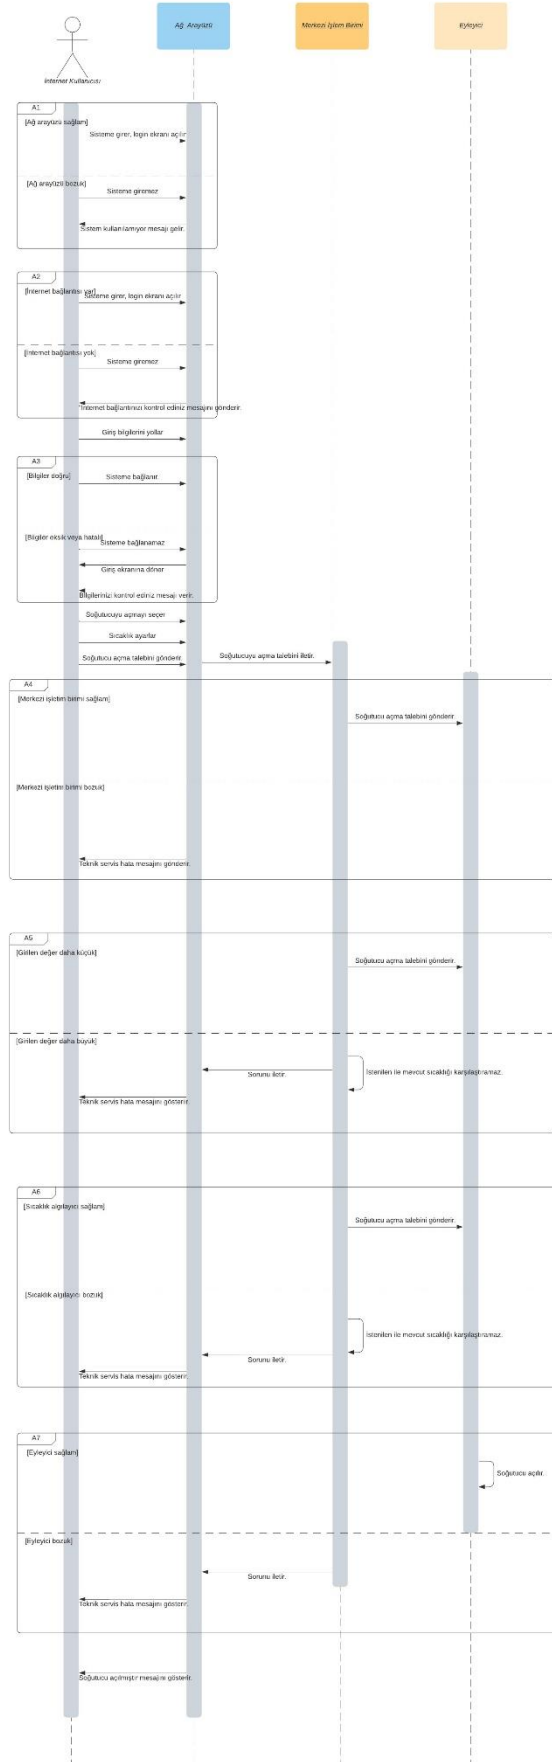 Ağ Arayüzü
Merkezi İşlem Birimi
Eyleyici
İnternet Kullanıcısı
A1
[Ağ arayüzü sağlam]
Sisteme girer, login ekranı açılır
[Ağ arayüzü bozuk]
Sisteme giremez
Sistem kullanılamıyor mesajı gelir.
A2
[İnternet bağlantısı var]
Sisteme girer, login ekranı açılır
[İnternet bağlantısı yok]
Sisteme giremez
İnternet bağlantınızı kontrol ediniz mesajını gönderir.
Giriş bilgilerini yollar
A3
[Bilgiler doğru]
Sisteme bağlanır.
[Bilgiler eksik veya hatalı]
Sisteme bağlanamaz
Giriş ekranına döner
Bilgilerinizi kontrol ediniz mesajı verir.
Soğutucuyu açmayı seçer
Sıcaklık ayarlar
Soğutucu açma talebini gönderir.
Soğutucuya açma talebini iletir.
A4
[Merkezi işletim birimi sağlam]
Soğutucu açma talebini gönderir.
[Merkezi işletim birimi bozuk]
Teknik servis hata mesajını gönderir.
A5
[Girilen değer daha küçük]
Soğutucu açma talebini gönderir.
[Girilen değer daha büyük]
İstenilen ile mevcut sıcaklığı karşılaştıramaz.
Sorunu iletir.
Teknik servis hata mesajını gösterir.
A6
[Sıcaklık algılayıcı sağlam]
Soğutucu açma talebini gönderir.
[Sıcaklık algılayıcı bozuk]
İstenilen ile mevcut sıcaklığı karşılaştıramaz.
Sorunu iletir.
Teknik servis hata mesajını gösterir.
A7
[Eyleyici sağlam]
Soğutucu açılır.
[Eyleyici bozuk]
Sorunu iletir.
Teknik servis hata mesajını gösterir.
Soğutucu açılmıştır mesajını gösterir.